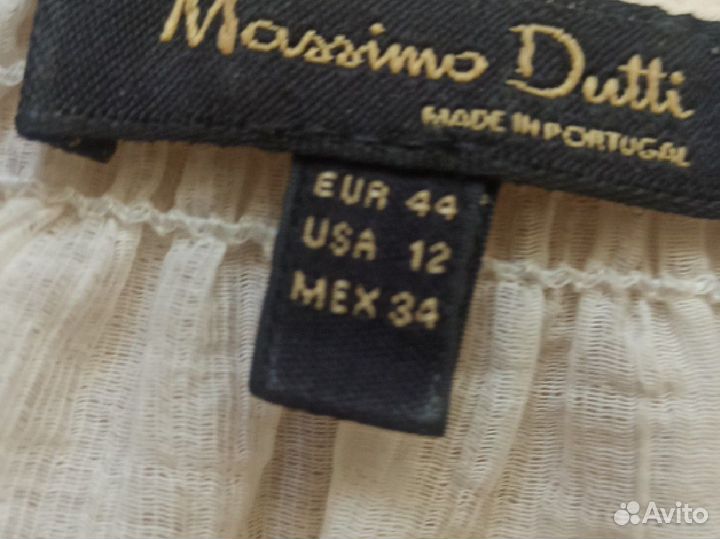 Massimo Dutti
MADE IN PORTUGAL
EUR 44
USA 12
MEX 34
Avito